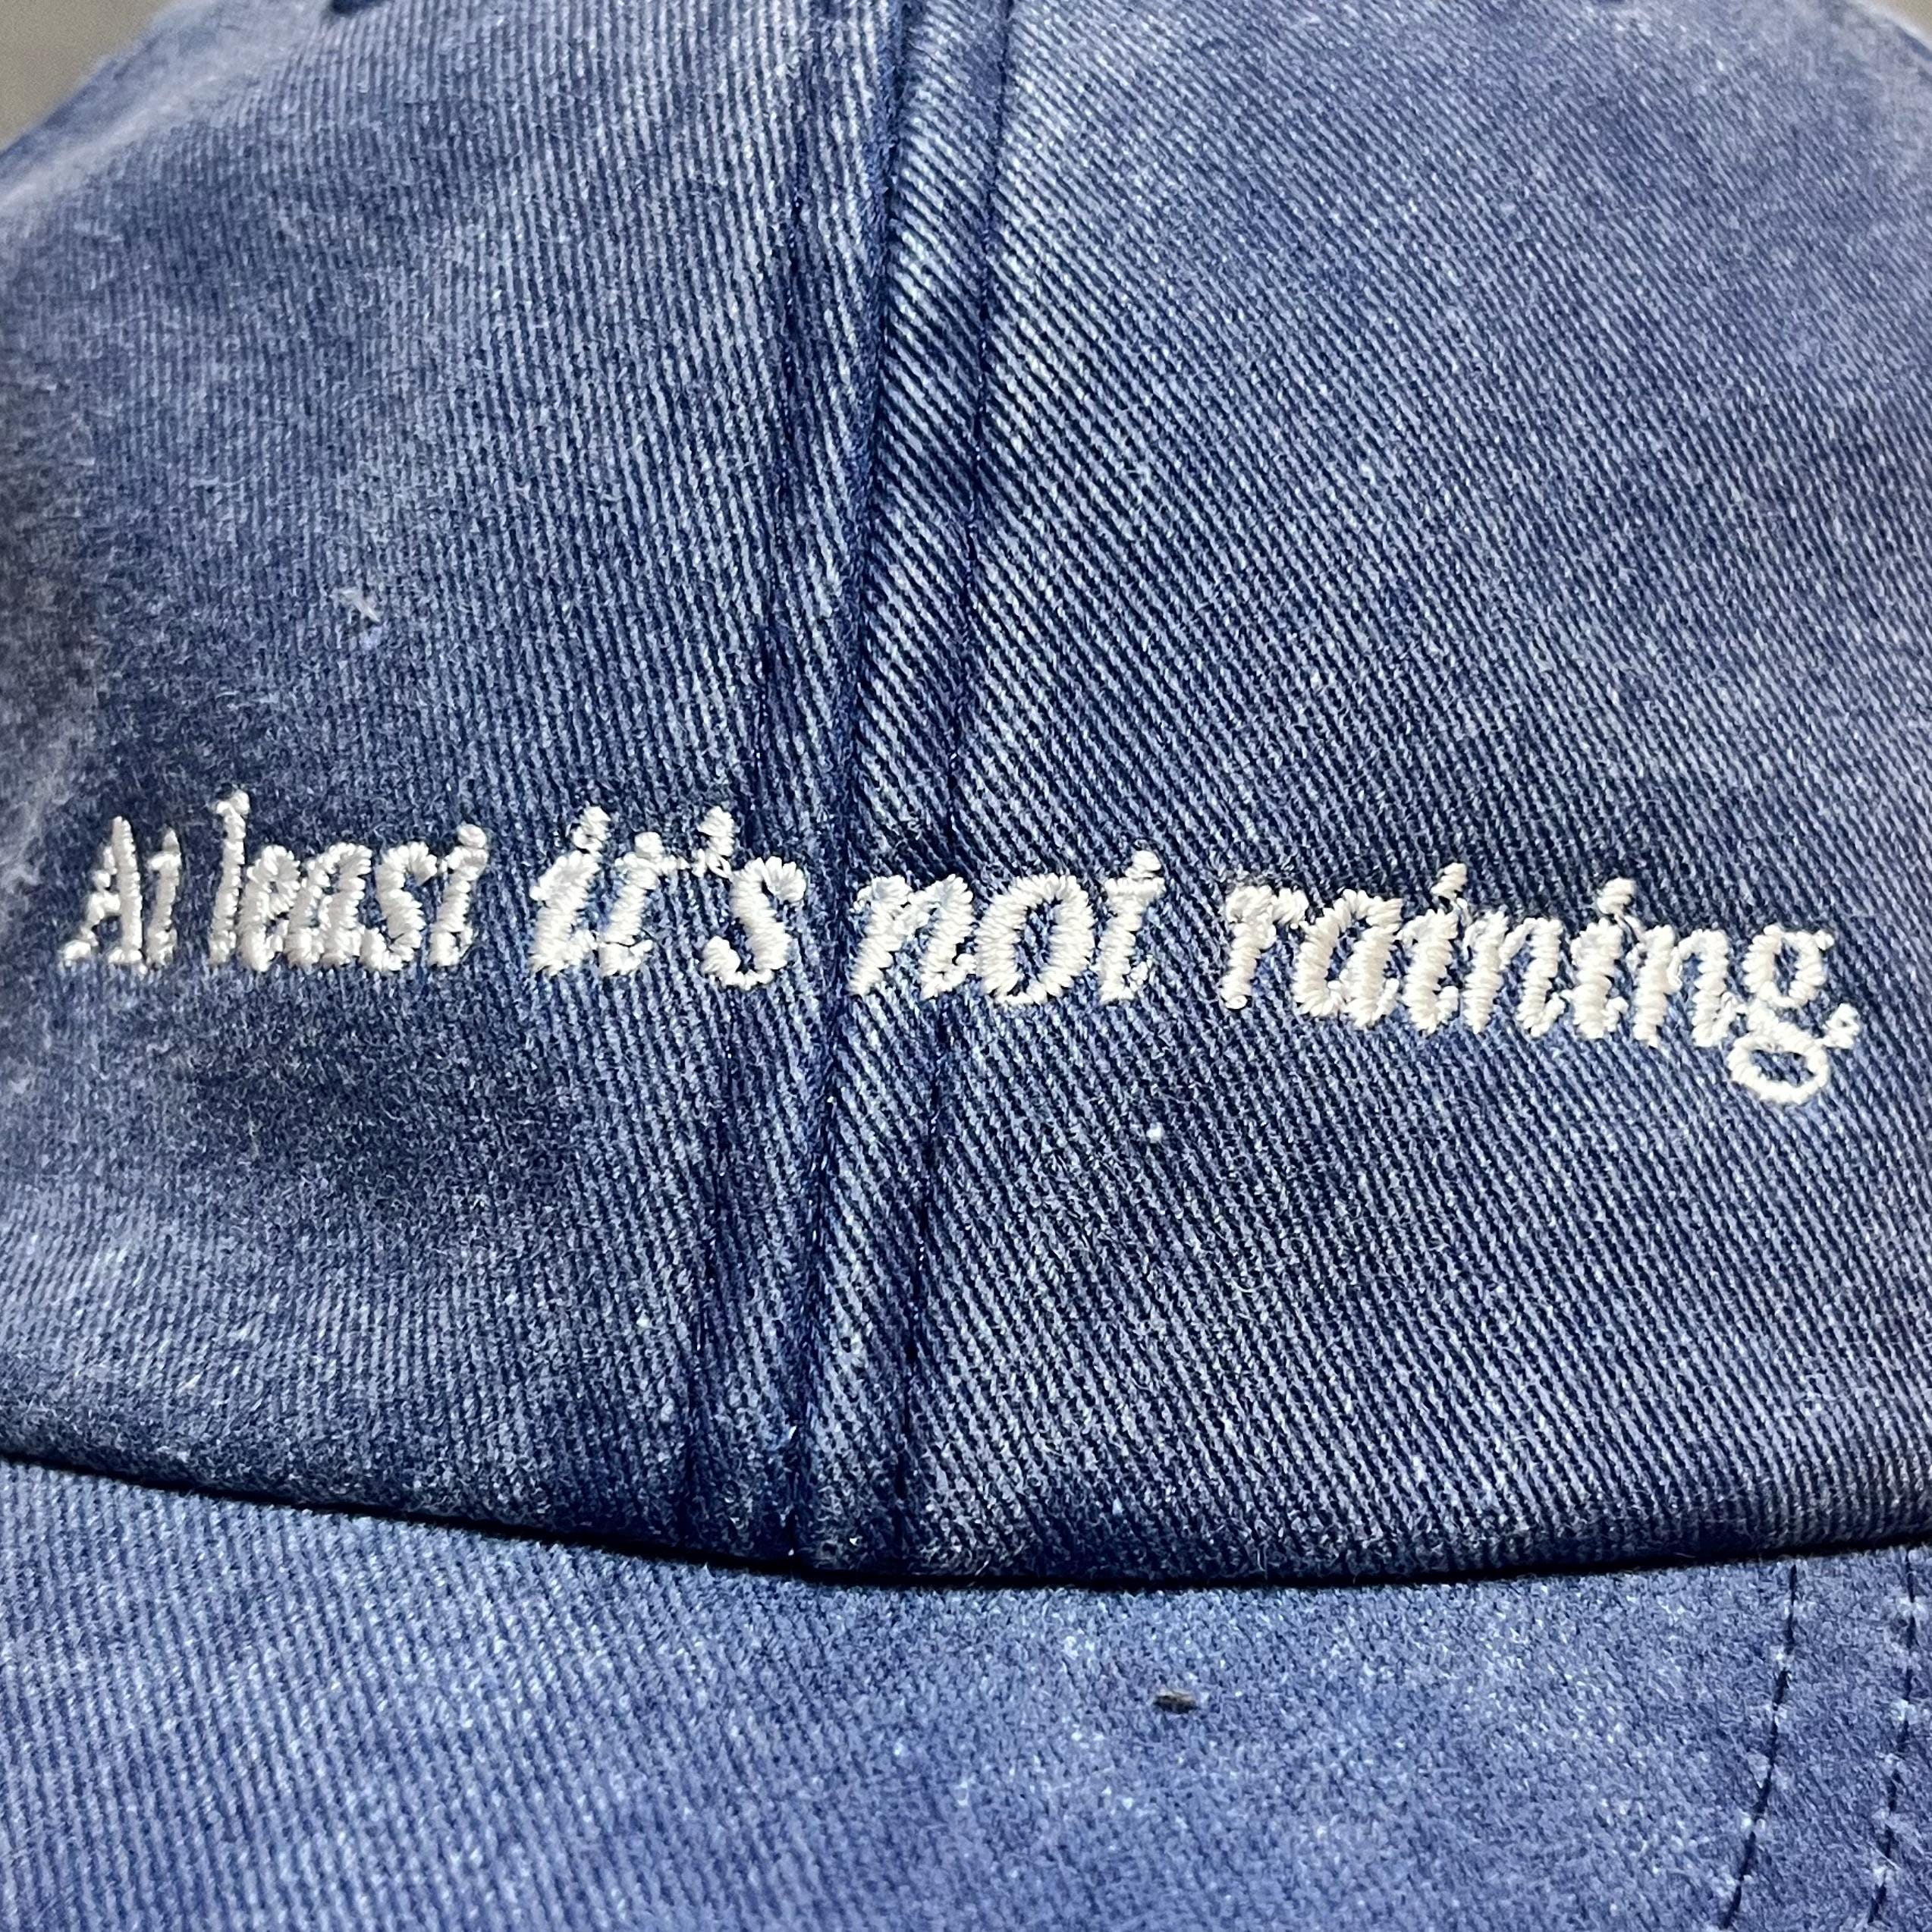 At least it's not raining